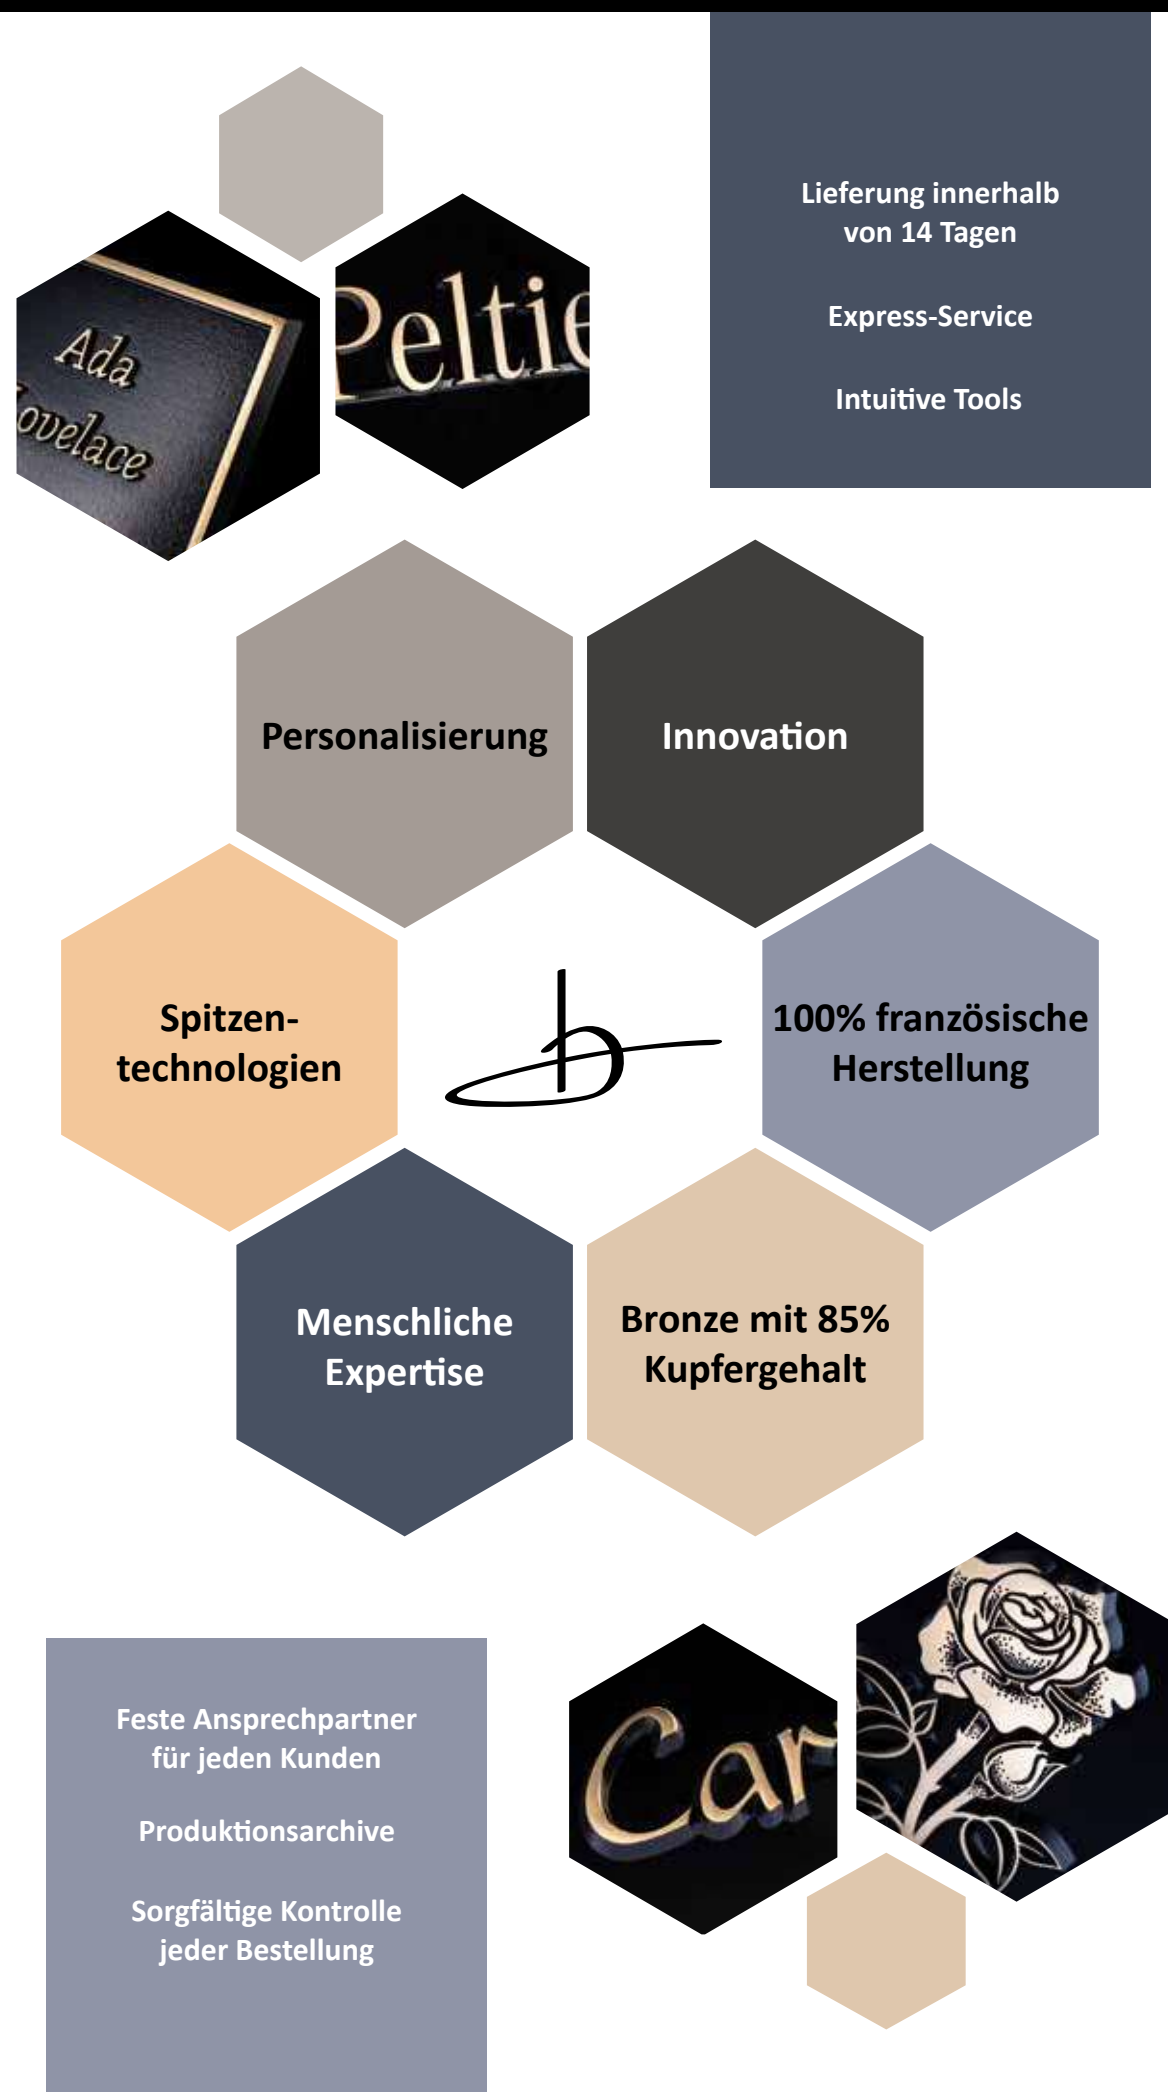 Lieferung innerhalb
von 14 Tagen
Express-Service
Intuitive Tools
Ada
Lovelace
Peltie
Personalisierung
Innovation
Spitzen-
technologien
100% französische
Herstellung
Menschliche
Expertise
Bronze mit 85%
Kupfergehalt
Feste Ansprechpartner
für jeden Kunden
Produktionsarchive
Sorgfältige Kontrolle
jeder Bestellung
Car